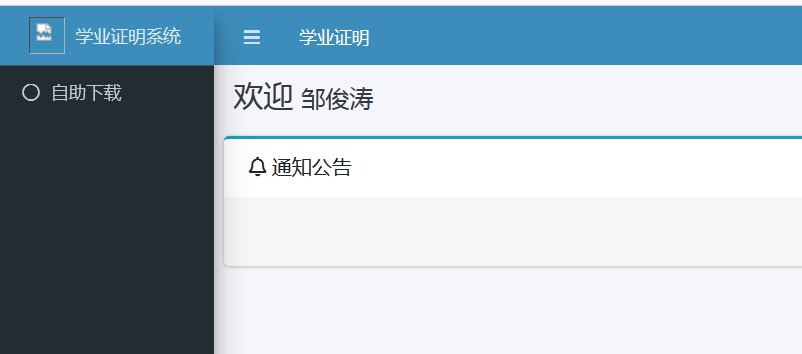 学业证明系统
学业证明
自助下载
欢迎 邹俊涛
通知公告